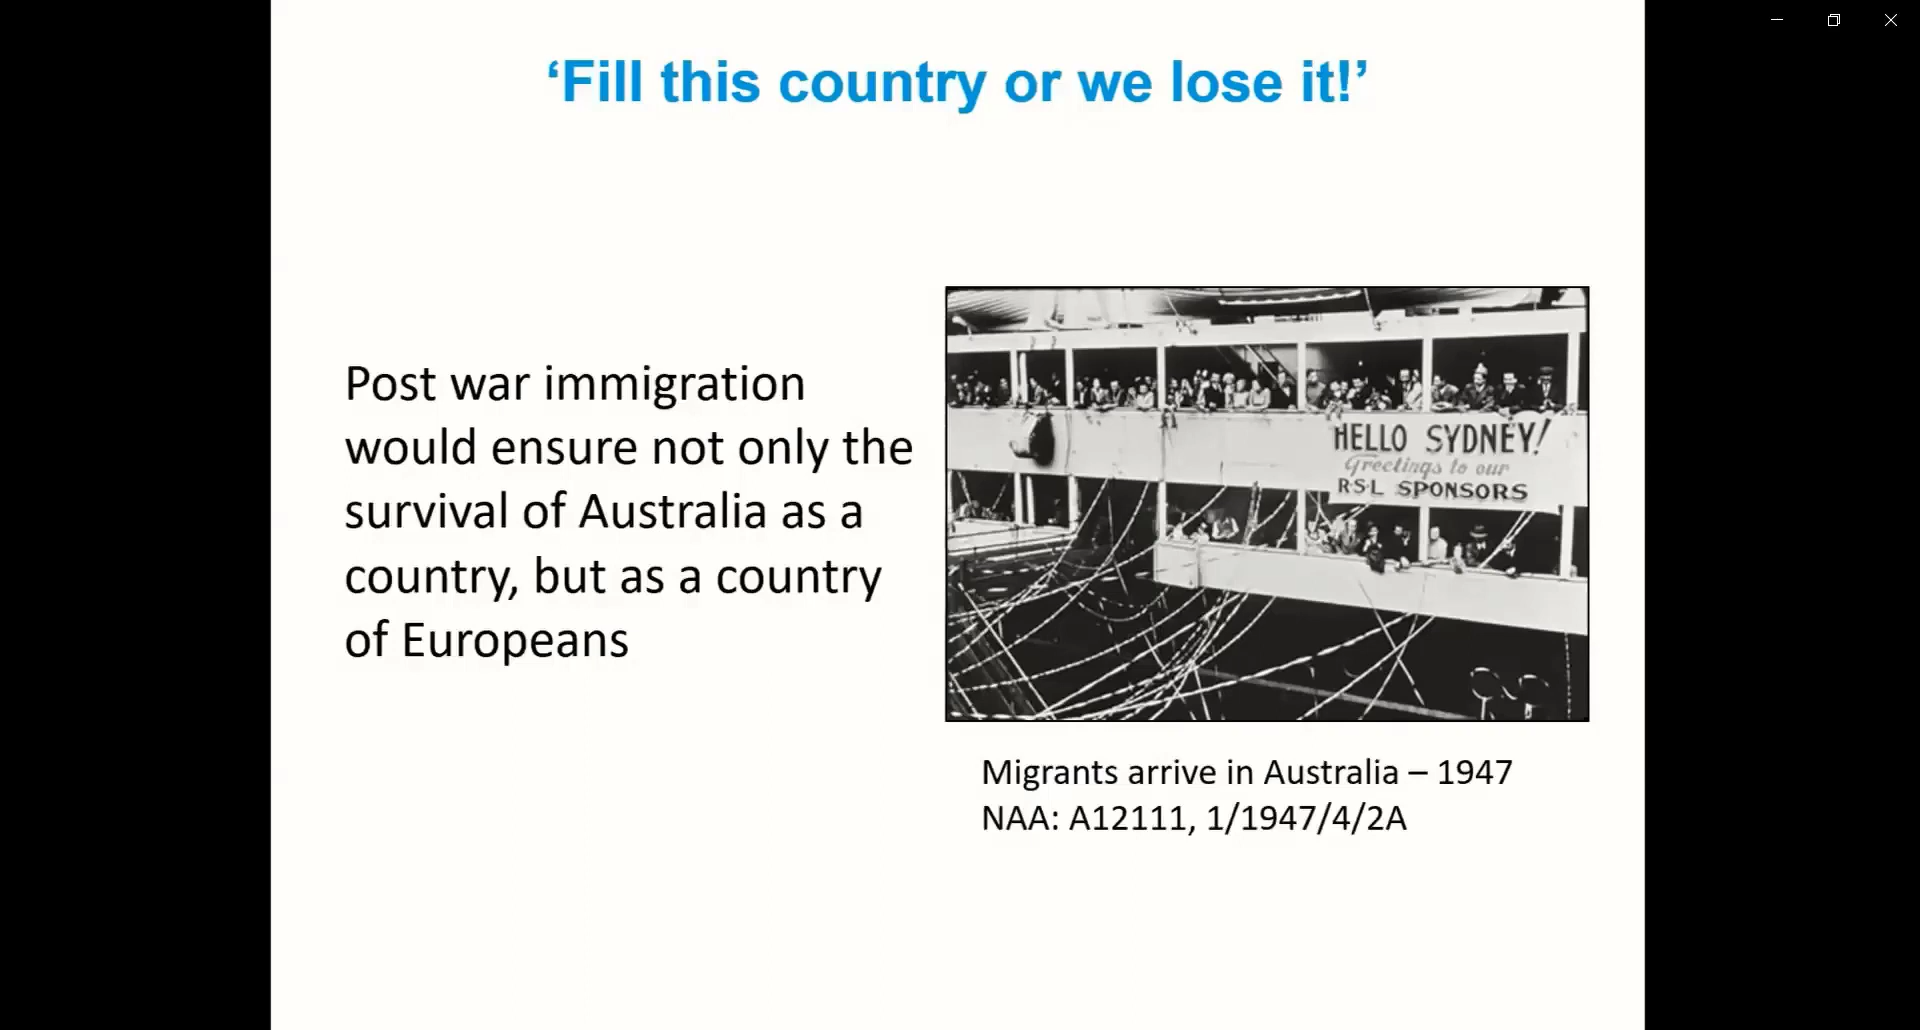 ‘Fill this country or we lose it!’
Post war immigration
would ensure not only the
survival of Australia as a
country, but as a country
of Europeans
HELLO SYDNEY!
Greetings to our
R·S·L SPONSORS
Migrants arrive in Australia – 1947
NAA: A12111, 1/1947/4/2A